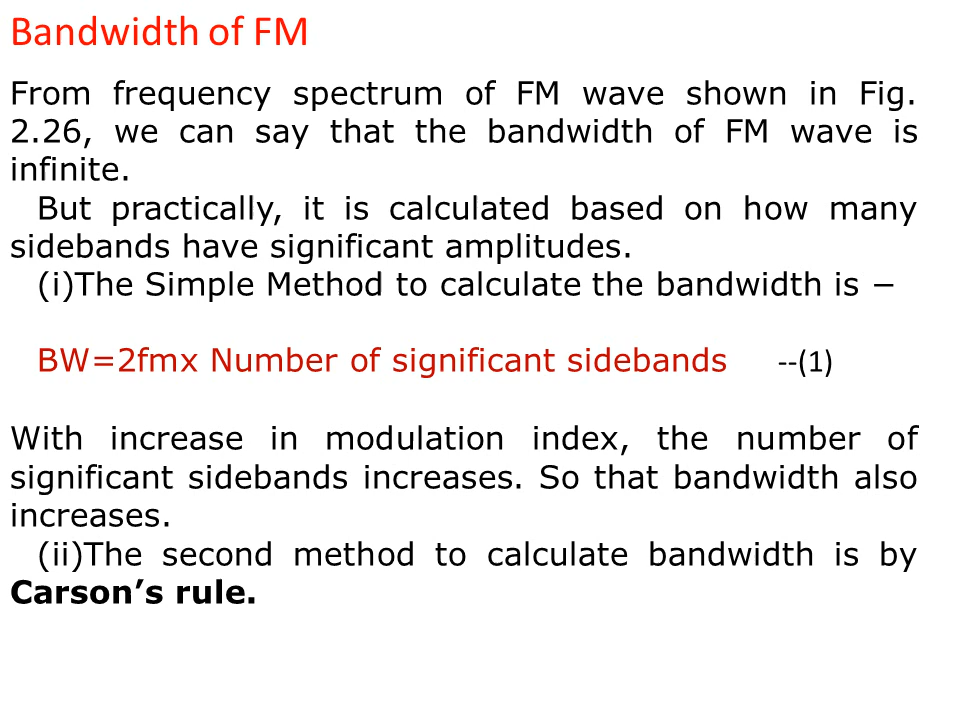 Bandwidth of FM
From frequency spectrum of FM wave shown in Fig.
2.26, we can say that the bandwidth of FM wave is
infinite.
But practically, it is calculated based on how many
sidebands have significant amplitudes.
(i)The Simple Method to calculate the bandwidth is −
BW=2fmx Number of significant sidebands --(1)
With increase in modulation index, the number of
significant sidebands increases. So that bandwidth also
increases.
(ii)The second method to calculate bandwidth is by
Carson’s rule.